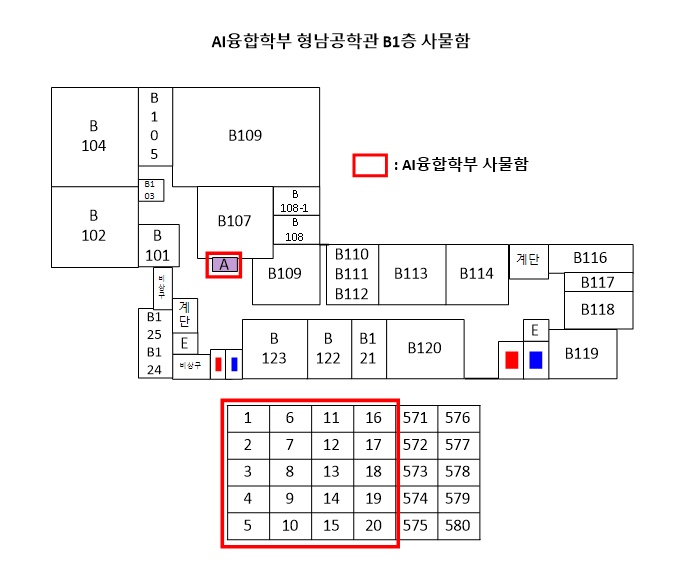 AI융합학부 형남공학관 B1층 사물함
B
104
B
1
0
5
B109
: AI융합학부 사물함
B1
03
B
102
B107
B
108-1
B
108
B
101
A
B109
B110
B111
B112
B113
B114
계단
B116
B117
B118
비상구
계
단
B1
25
B1
24
E
비상구
B
123
B
122
B1
21
B120
E
B119
1 6 11 16 571 576
2 7 12 17 572 577
3 8 13 18 573 578
4 9 14 19 574 579
5 10 15 20 575 580